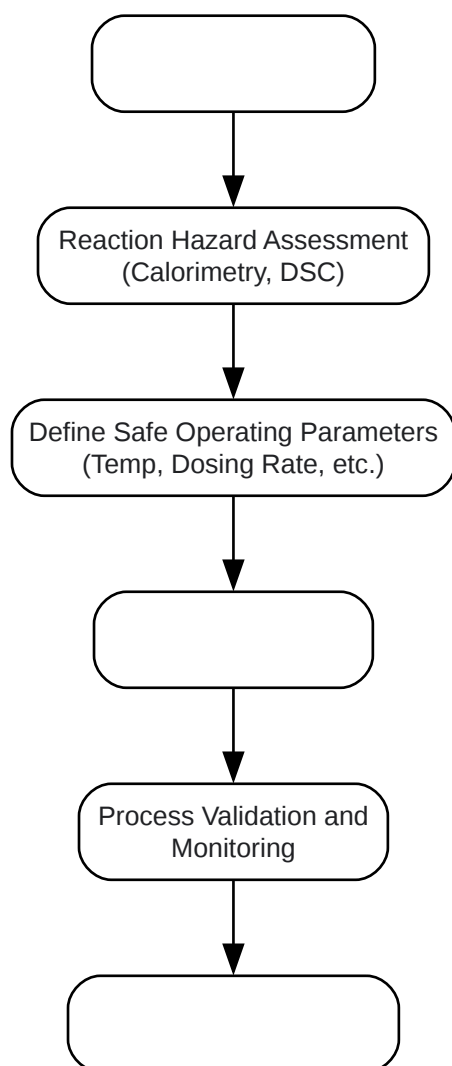 Reaction Hazard Assessment
(Calorimetry, DSC)
Define Safe Operating Parameters
(Temp, Dosing Rate, etc.)
Process Validation and
Monitoring